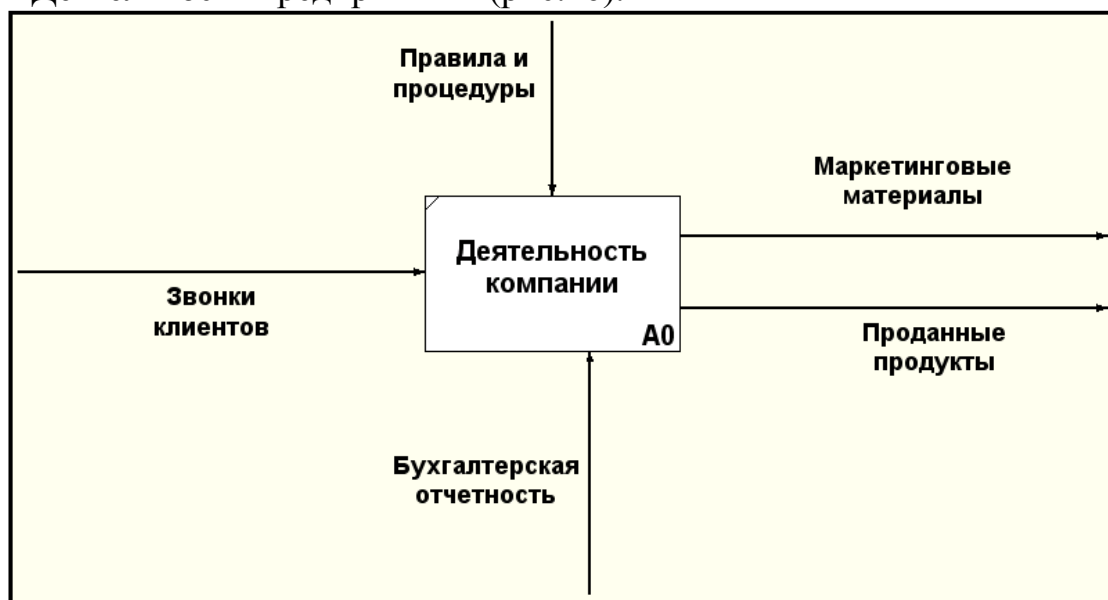 Правила и
процедуры
Маркетинговые
материалы
Деятельность
компании
Звонки
клиентов
A0
Проданные
продукты
Бухгалтерская
отчетность